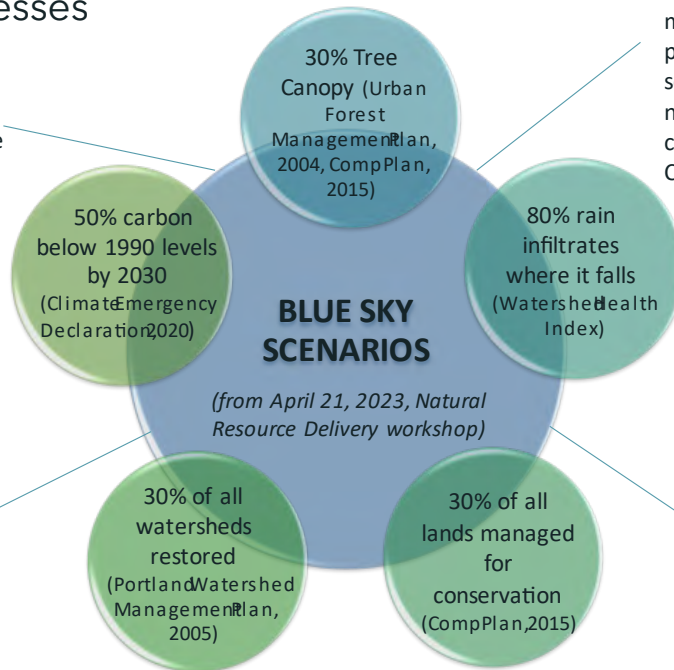 esses
30% Tree
Canopy (Urban
Forest
Management Plan,
2004, Comp Plan,
2015)
m
p
s
n
c
C
e
50% carbon
below 1990 levels
by 2030
(Climate Emergency
Declaration, 2020)
80% rain
infiltrates
where it falls
(Watershed Health
Index)
BLUE SKY
SCENARIOS
(from April 21, 2023, Natural
Resource Delivery workshop)
30% of all
watersheds
restored
(Portland Watershed
Management Plan,
2005)
30% of all
lands managed
for
conservation
(Comp Plan, 2015)